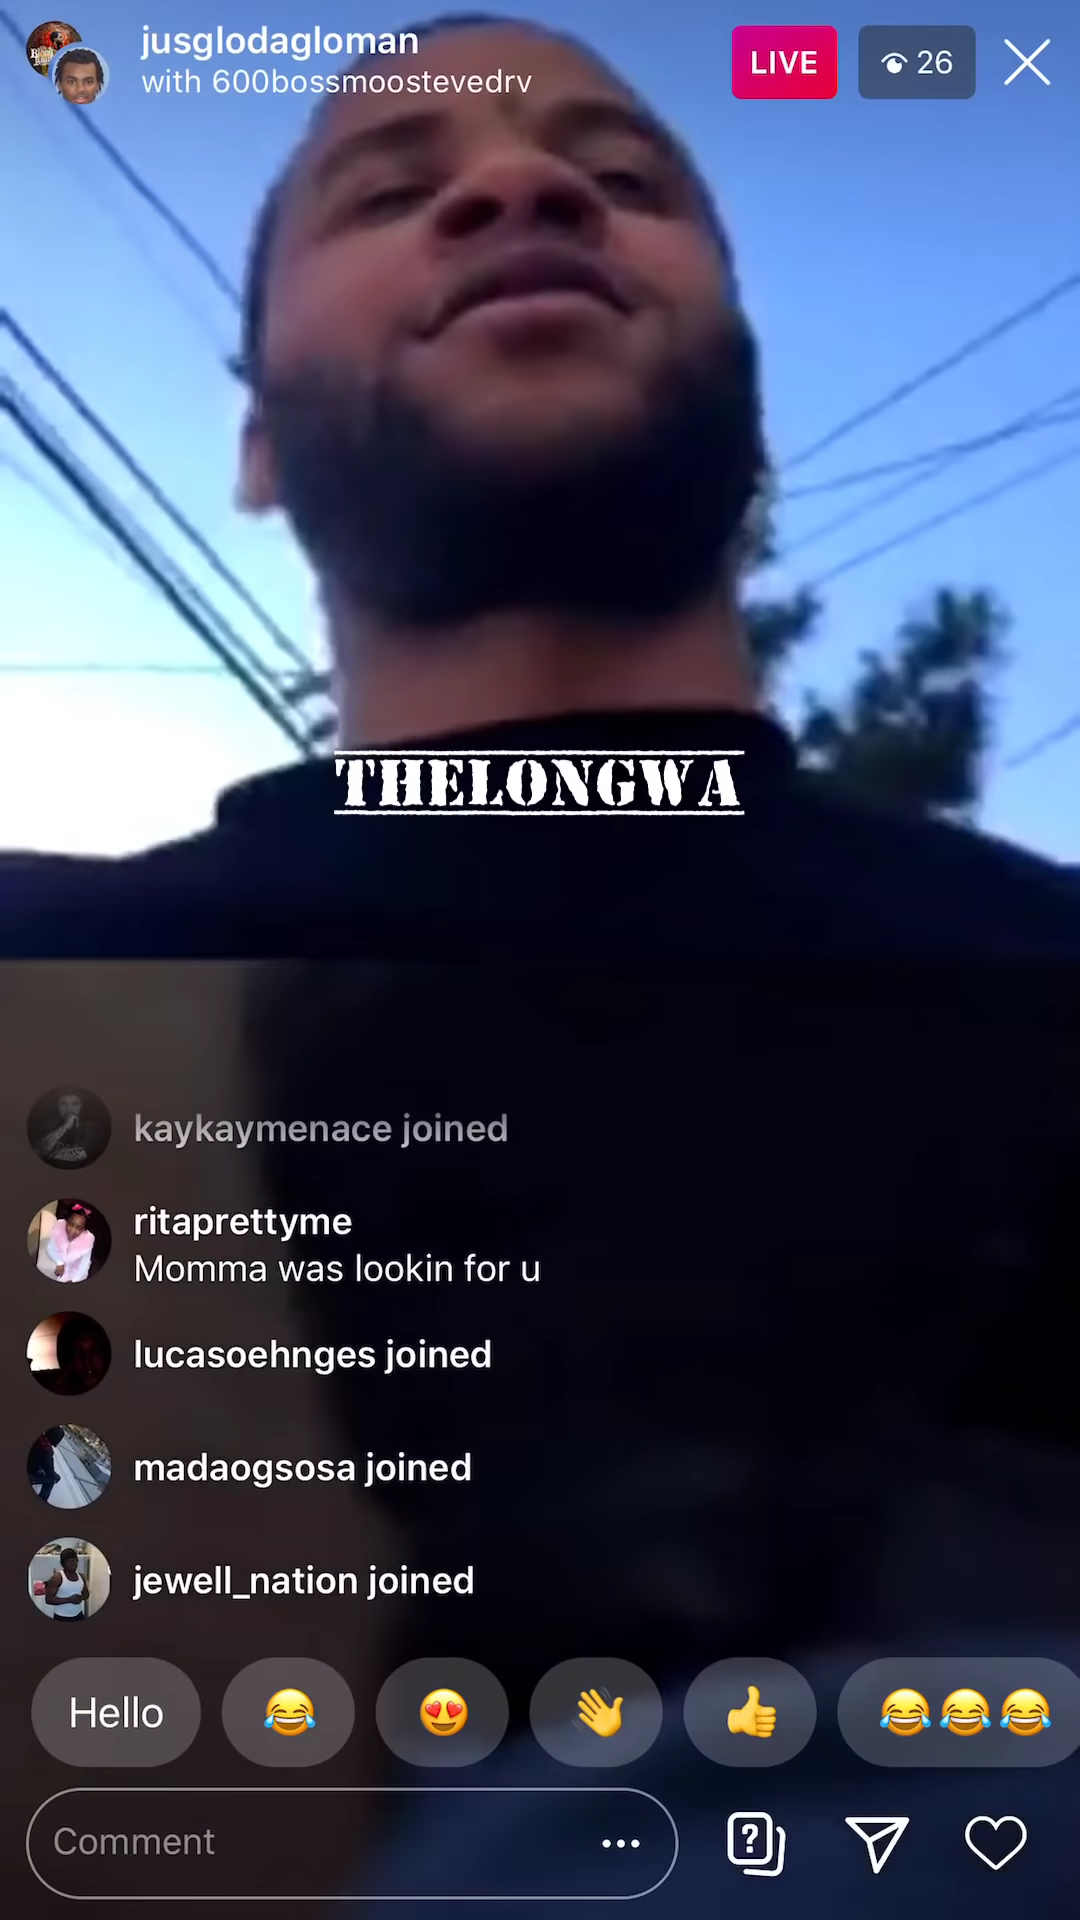 jusglodagloman
with 600bossmoostevedrv
LIVE
26
THELONGWA
kaykaymenace joined
ritaprettyme
Momma was lookin for u
lucasoehnges joined
madaogsosa joined
jewell_nation joined
Hello
Comment